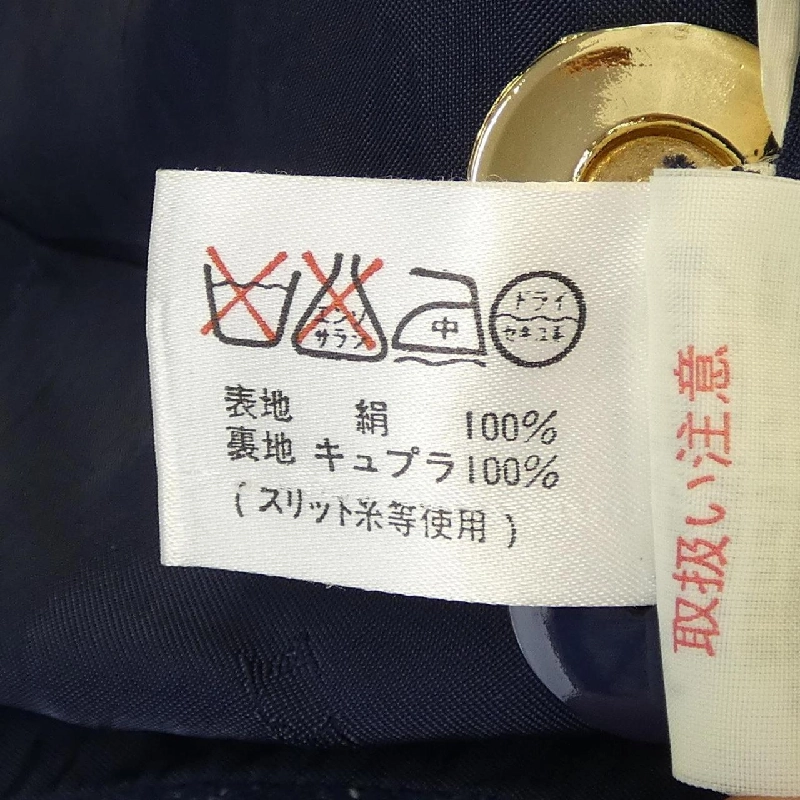 エンソ
サラシ
中
ドライ
セキユ系
表地 絹 100%
裏地 キュプラ 100%
(スリット糸等使用)
取扱い注意